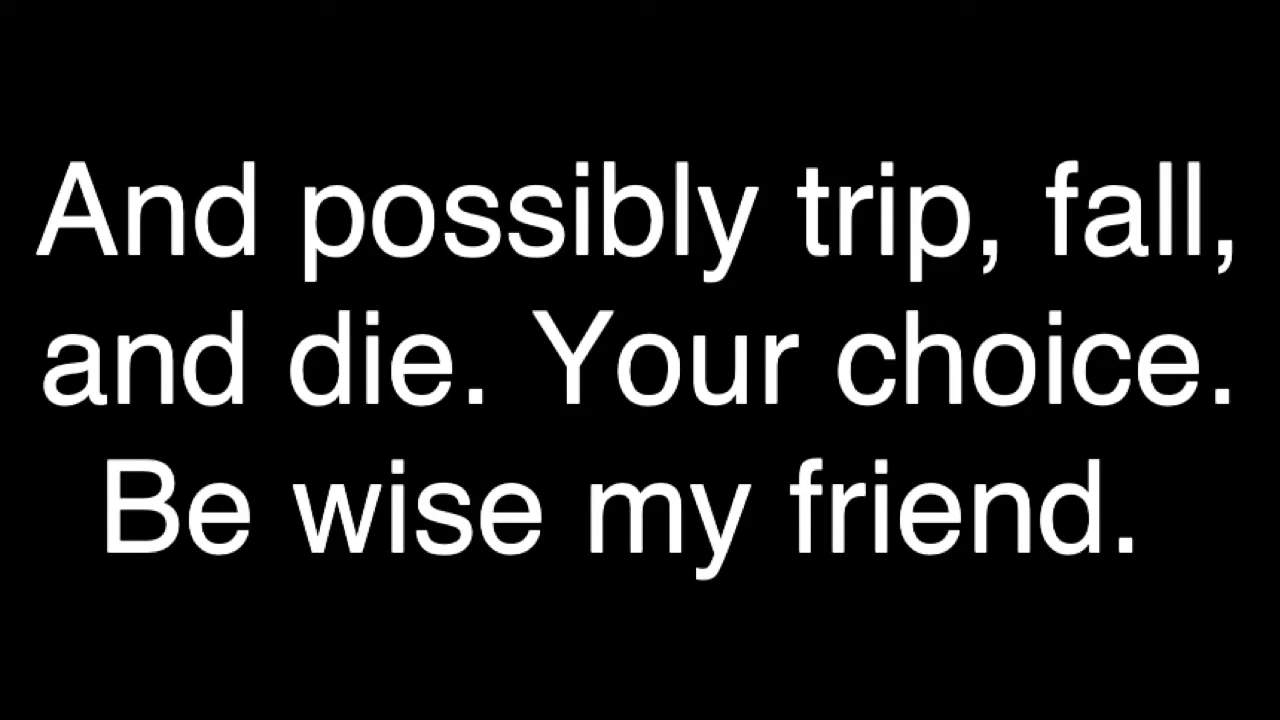 And possibly trip, fall,
and die. Your choice.
Be wise my friend.